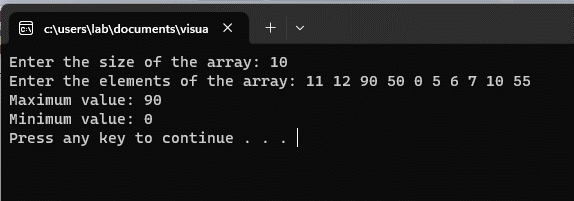 c:\users\lab\documents\visua
Enter the size of the array: 10
Enter the elements of the array: 11 12 90 50 0 5 6 7 10 55
Maximum value: 90
Minimum value: 0
Press any key to continue . . .